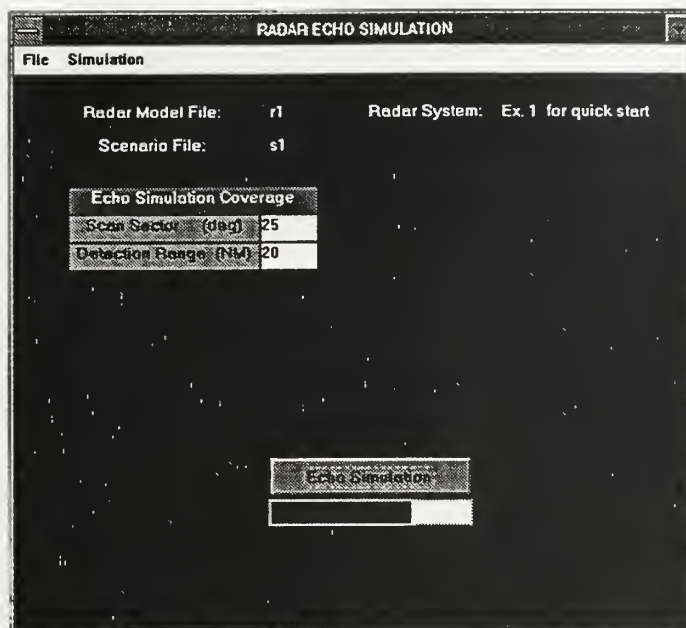 RADAR ECHO SIMULATION
File Simulation
Radar Model File: r1 Radar System: Ex. 1 for quick start
Scenario File: s1
Echo Simulation Coverage
Scan Sector (deg) 25
Detection Range (NM) 20
Echo Simulation